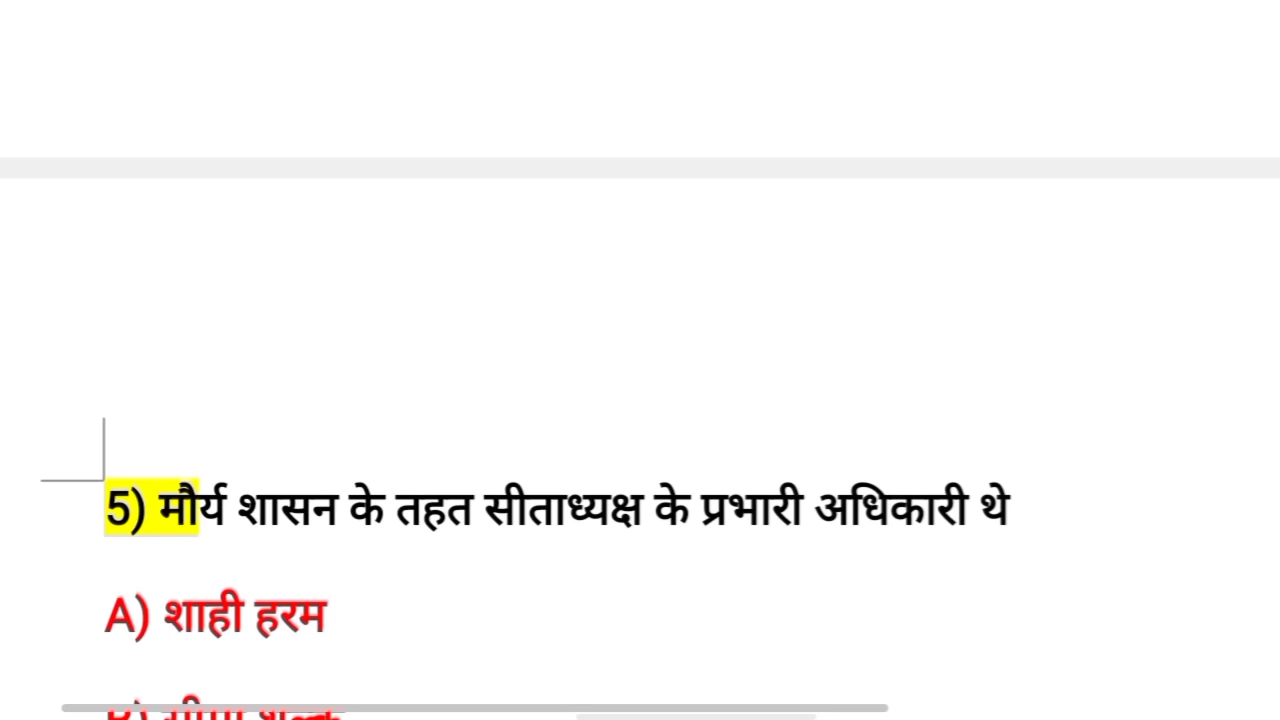 5) मौर्य शासन के तहत सीताध्यक्ष के प्रभारी अधिकारी थे
A) शाही हरम